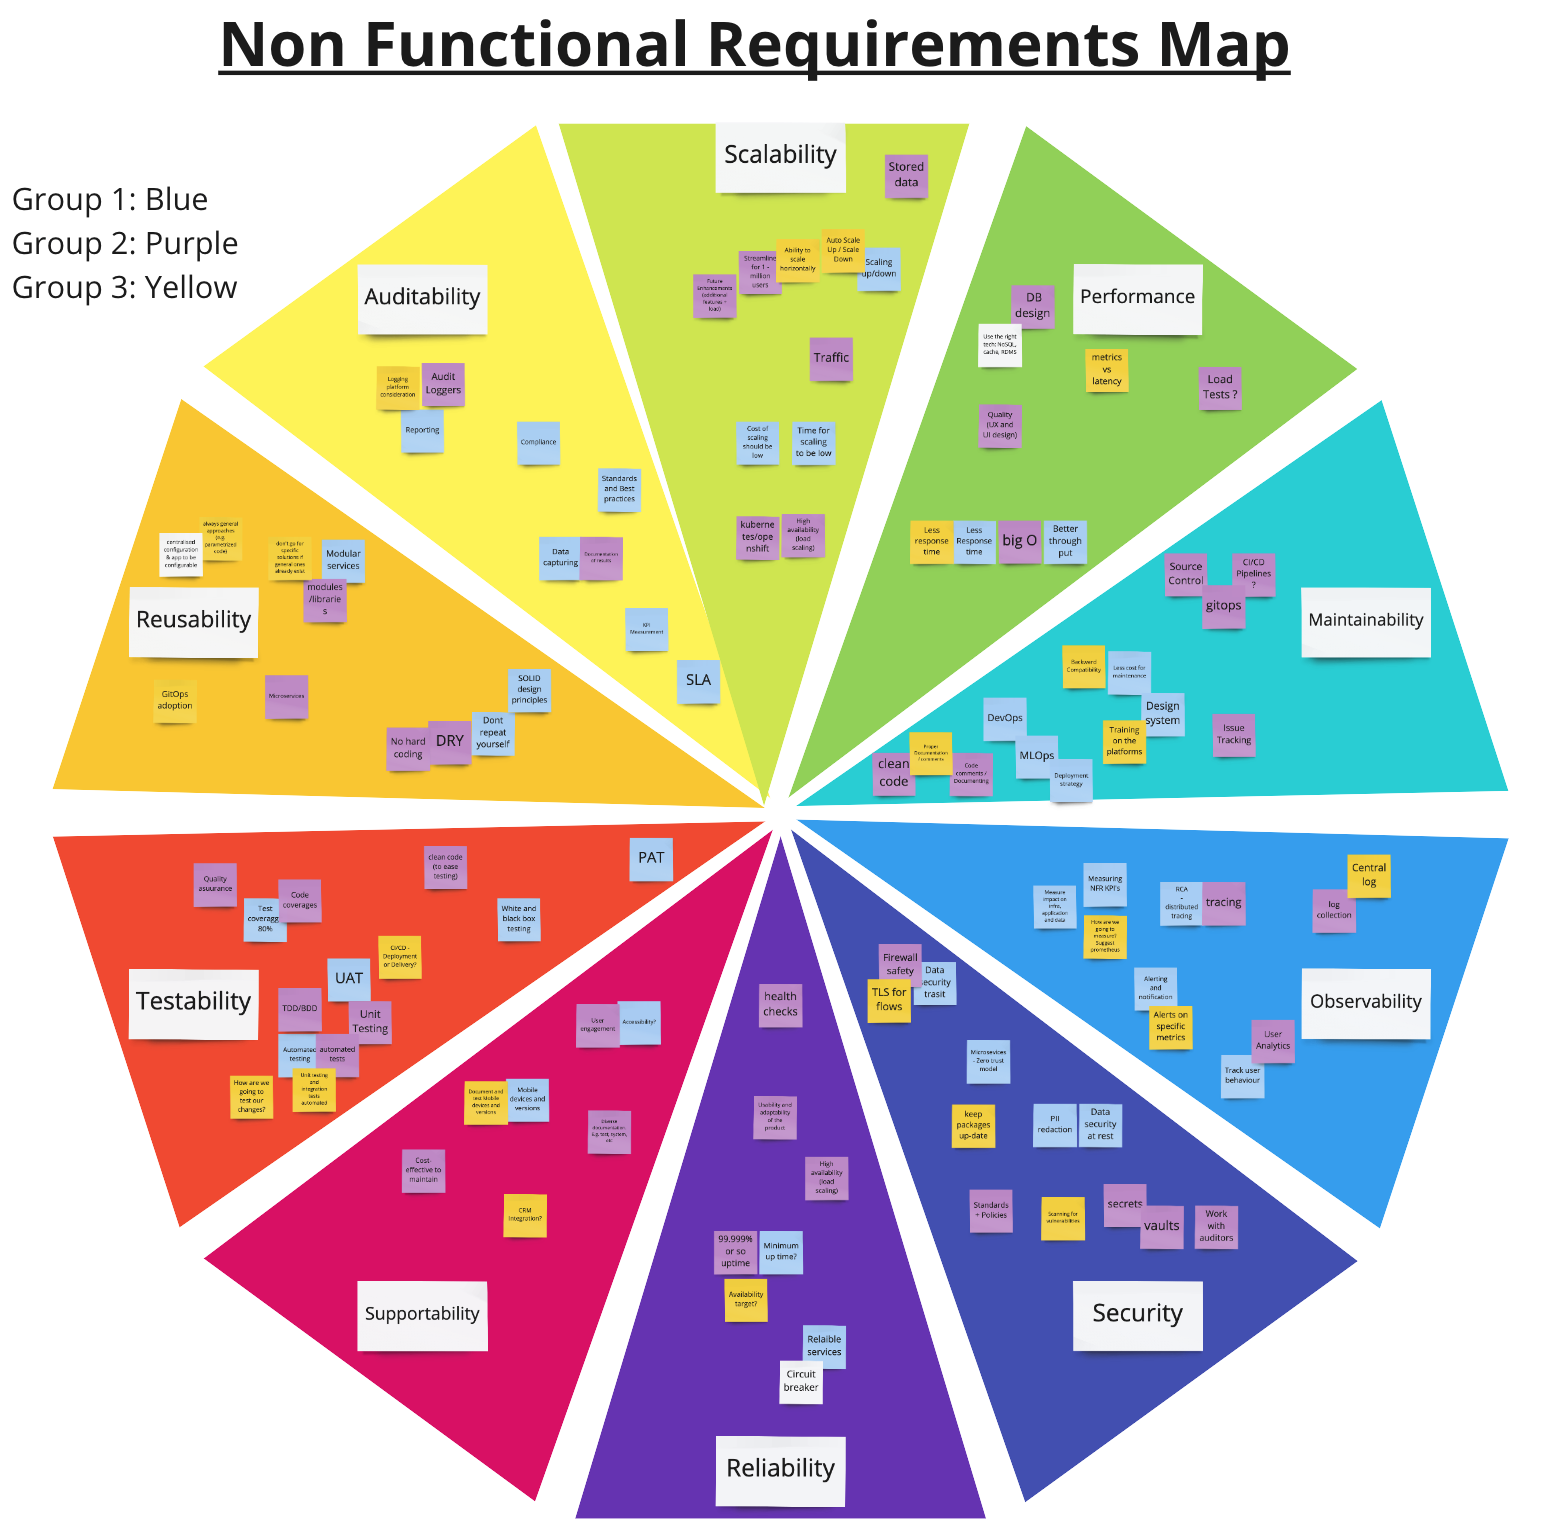 Non Functional Requirements Map
Group 1: Blue
Group 2: Purple
Group 3: Yellow
Scalability
Stored
data
Streamline
for 1 -
million
users
Ability to
scale
horizontally
Auto Scale
Up / Scale
Down
Scaling
up/down
Future
Enhancements
(additional
features +
load)
Traffic
Cost of
scaling
should be
low
Time for
scaling
to be low
kuberne
tes/ope
nshift
High
availability
(load
scaling)
Performance
DB
design
Use the right
tech: NoSQL,
cache, RDMS
metrics
vs
latency
Load
Tests ?
Quality
(UX and
UI design)
Less
response
time
Less
Response
time
big O
Better
through
put
Maintainability
Source
Control
CI/CD
Pipelines
?
gitops
Backward
Compatibility
Less cost for
maintenance
Design
system
DevOps
Training
on the
platforms
Issue
Tracking
MLOps
Proper
Documentation
/ comments
clean
code
Code
comments /
Documenting
Deployment
strategy
Observability
Central
log
log
collection
Measuring
NFR KPI's
Measure
impact on
infra,
application
and data
How are we
going to
measure?
Suggest
prometheus
RCA
-
distributed
tracing
tracing
Alerting
and
notification
Alerts on
specific
metrics
User
Analytics
Track user
behaviour
Security
Firewall
safety
Data
security
trasit
TLS for
flows
Microsevices
- Zero trust
model
keep
packages
up-date
PII
redaction
Data
security
at rest
Standards
+ Policies
Scanning for
vulnerabilities
secrets
vaults
Work
with
auditors
Reliability
health
checks
Usability and
adaptability
of the
product
High
availability
(load
scaling)
99.999%
or so
uptime
Minimum
up time?
Availability
target?
Relaible
services
Circuit
breaker
Supportability
User
engagement
Accessibility?
Document and
test Mobile
devices and
versions
Mobile
devices and
versions
documentation
E.g. test, system,
etc
Cost-
effective to
maintain
CRM
Integration?
Testability
PAT
clean code
(to ease
testing)
Quality
asuurance
Code
coverages
Test
coveragg
80%
White and
black box
testing
CI/CD -
Deployment
or Delivery?
UAT
TDD/BDD
Unit
Testing
Automated
testing
automated
tests
How are we
going to
test our
changes?
Unit testing
and
integration
tests
automated
Reusability
always general
approaches
(e.g.
parametrized
code)
centralised
configuration
& app to be
configurable
don't go for
specific
solutions if
general ones
already exist
Modular
services
modules
/librarie
s
GitOps
adoption
Microservices
SOLID
design
principles
Dont
repeat
yourself
DRY
No hard
coding
Auditability
Logging
platform
consideration
Audit
Loggers
Reporting
Compliance
Standards
and Best
practices
Data
capturing
Documentation
of results
KPI
Measurement
SLA